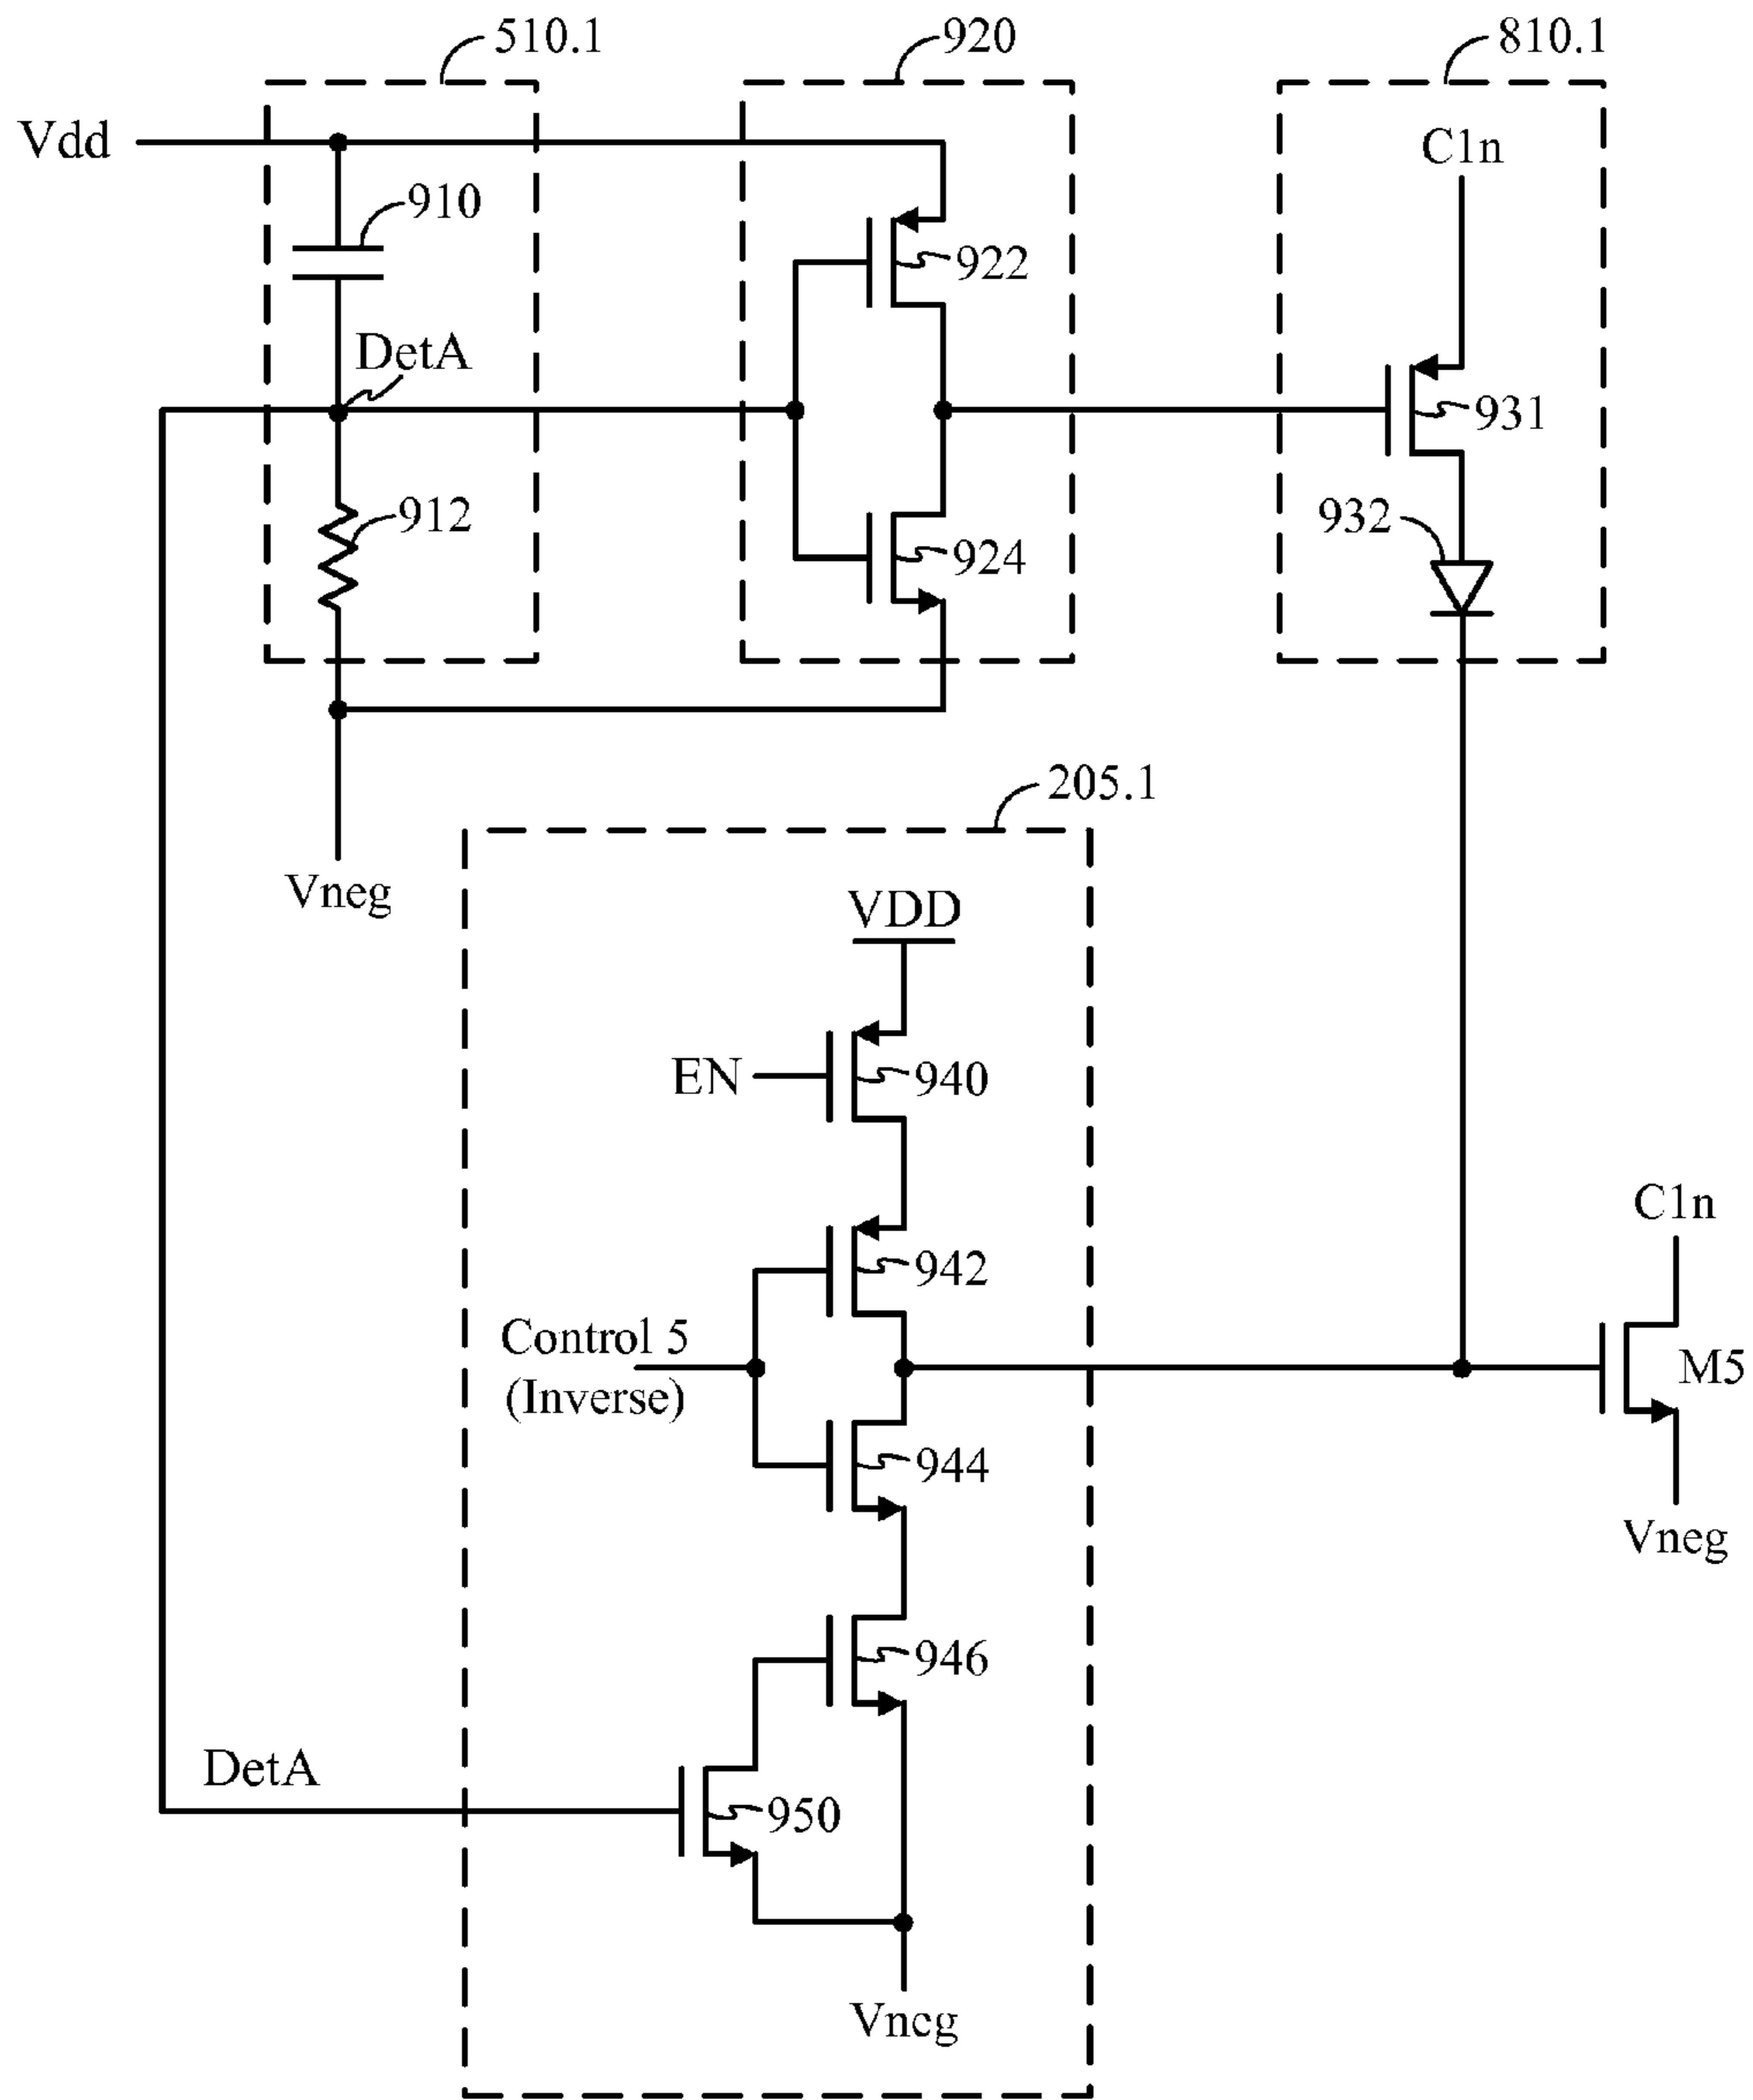 510.1
920
810.1
Vdd
C1n
910
922
DetA
931
912
932
924
205.1
Vneg
VDD
EN
940
C1n
942
Control 5
(Inverse)
M5
944
Vneg
946
DetA
950
Vncg